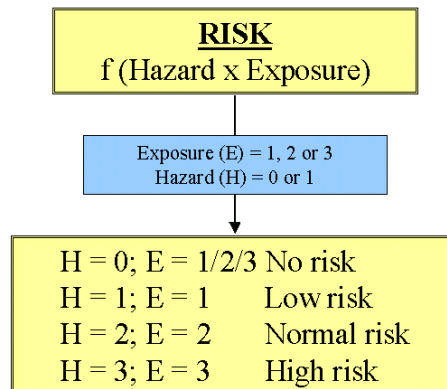 RISK
f (Hazard x Exposure)
Exposure (E) = 1, 2 or 3
Hazard (H) = 0 or 1
H = 0; E = 1/2/3 No risk
H = 1; E = 1 Low risk
H = 2; E = 2 Normal risk
H = 3; E = 3 High risk